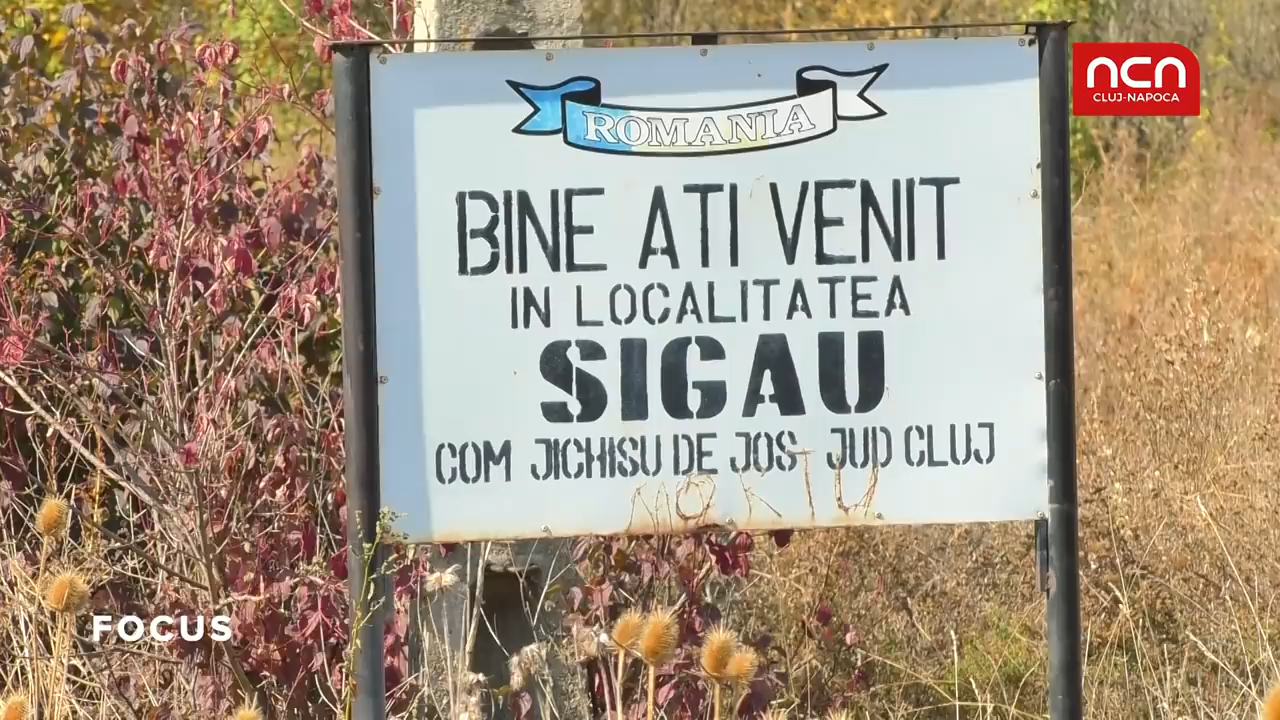 ncn
CLUJ-NAPOCA
ROMANIA
BINE ATI VENIT
IN LOCALITATEA
SIGAU
COM JICHISU DE JOS JUD CLUJ
FOCUS